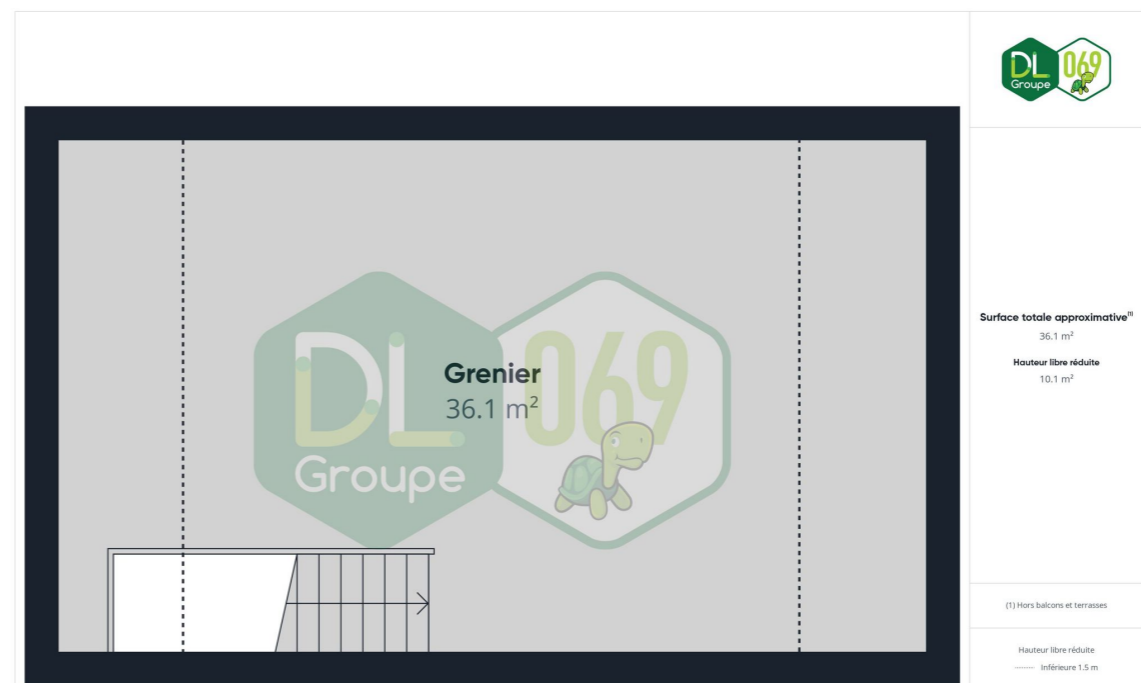 DL
Groupe
069
Grenier
36.1 m²
DL
Groupe
069
Surface totale approximative⁽¹⁾
36.1 m²
Hauteur libre réduite
10.1 m²
(1) Hors balcons et terrasses
Hauteur libre réduite
Inférieure 1.5 m